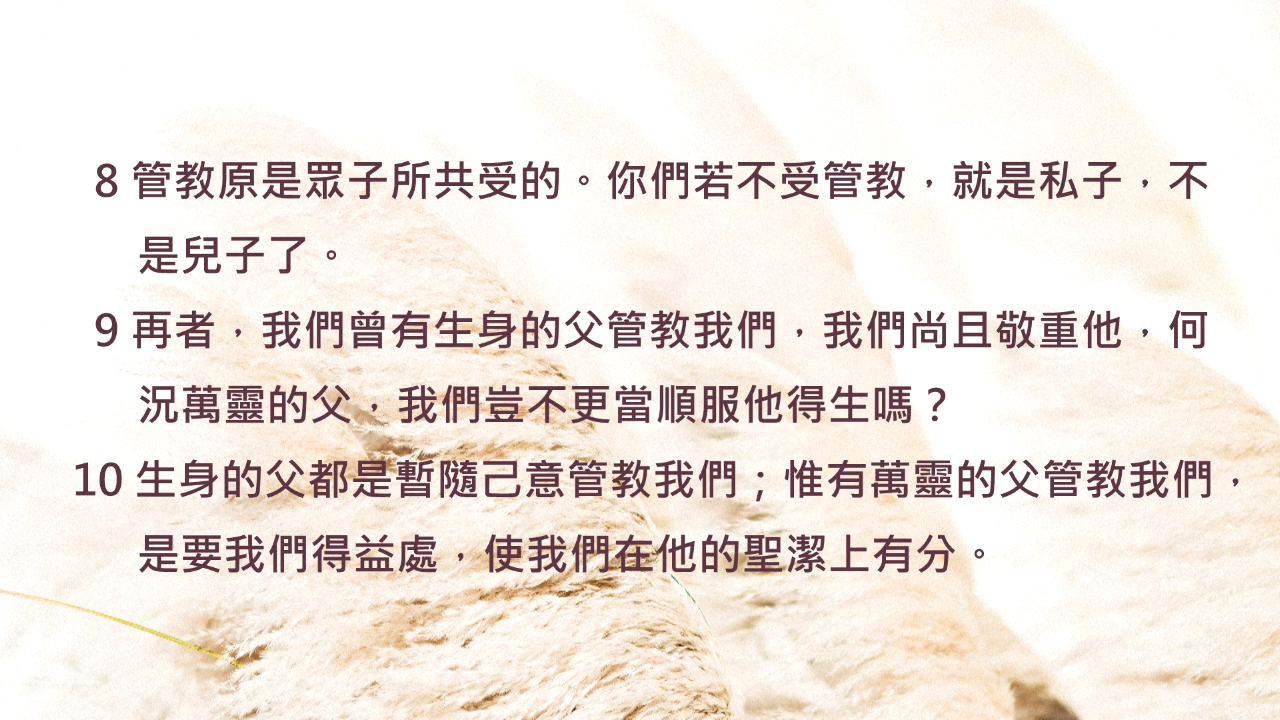 8 管教原是眾子所共受的。你們若不受管教，就是私子，不
是兒子了。
9 再者，我們曾有生身的父管教我們，我們尚且敬重他，何
況萬靈的父，我們豈不更當順服他得生嗎？
10 生身的父都是暫隨己意管教我們；惟有萬靈的父管教我們，
是要我們得益處，使我們在他的聖潔上有分。